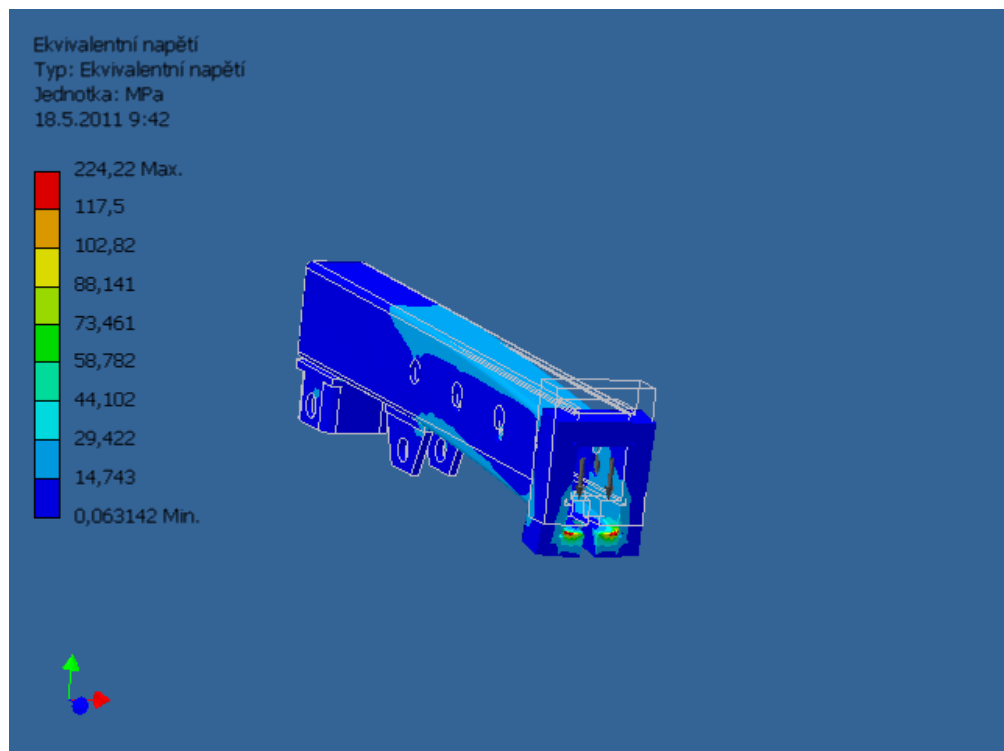 Ekvivalentní napětí
Typ: Ekvivalentní napětí
Jednotka: MPa
18.5.2011 9:42
224,22 Max.
117,5
102,82
88,141
73,461
58,782
44,102
29,422
14,743
0,063142 Min.